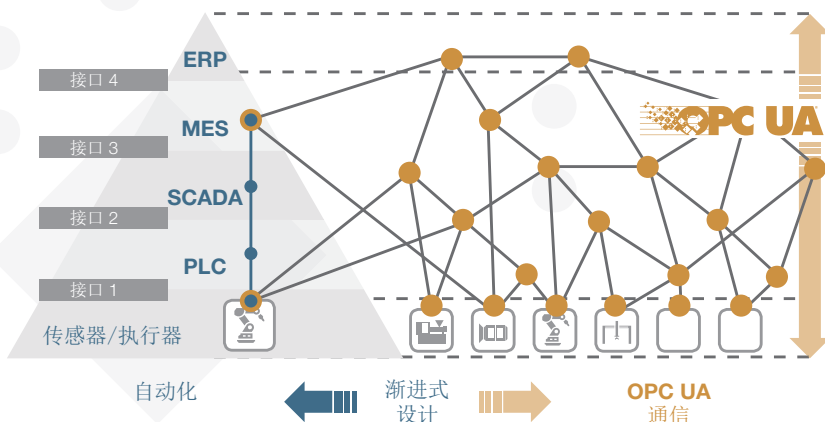 ERP
接口 4
MES
OPC UA
接口 3
SCADA
接口 2
PLC
接口 1
传感器/执行器
自动化
渐进式
设计
OPC UA
通信